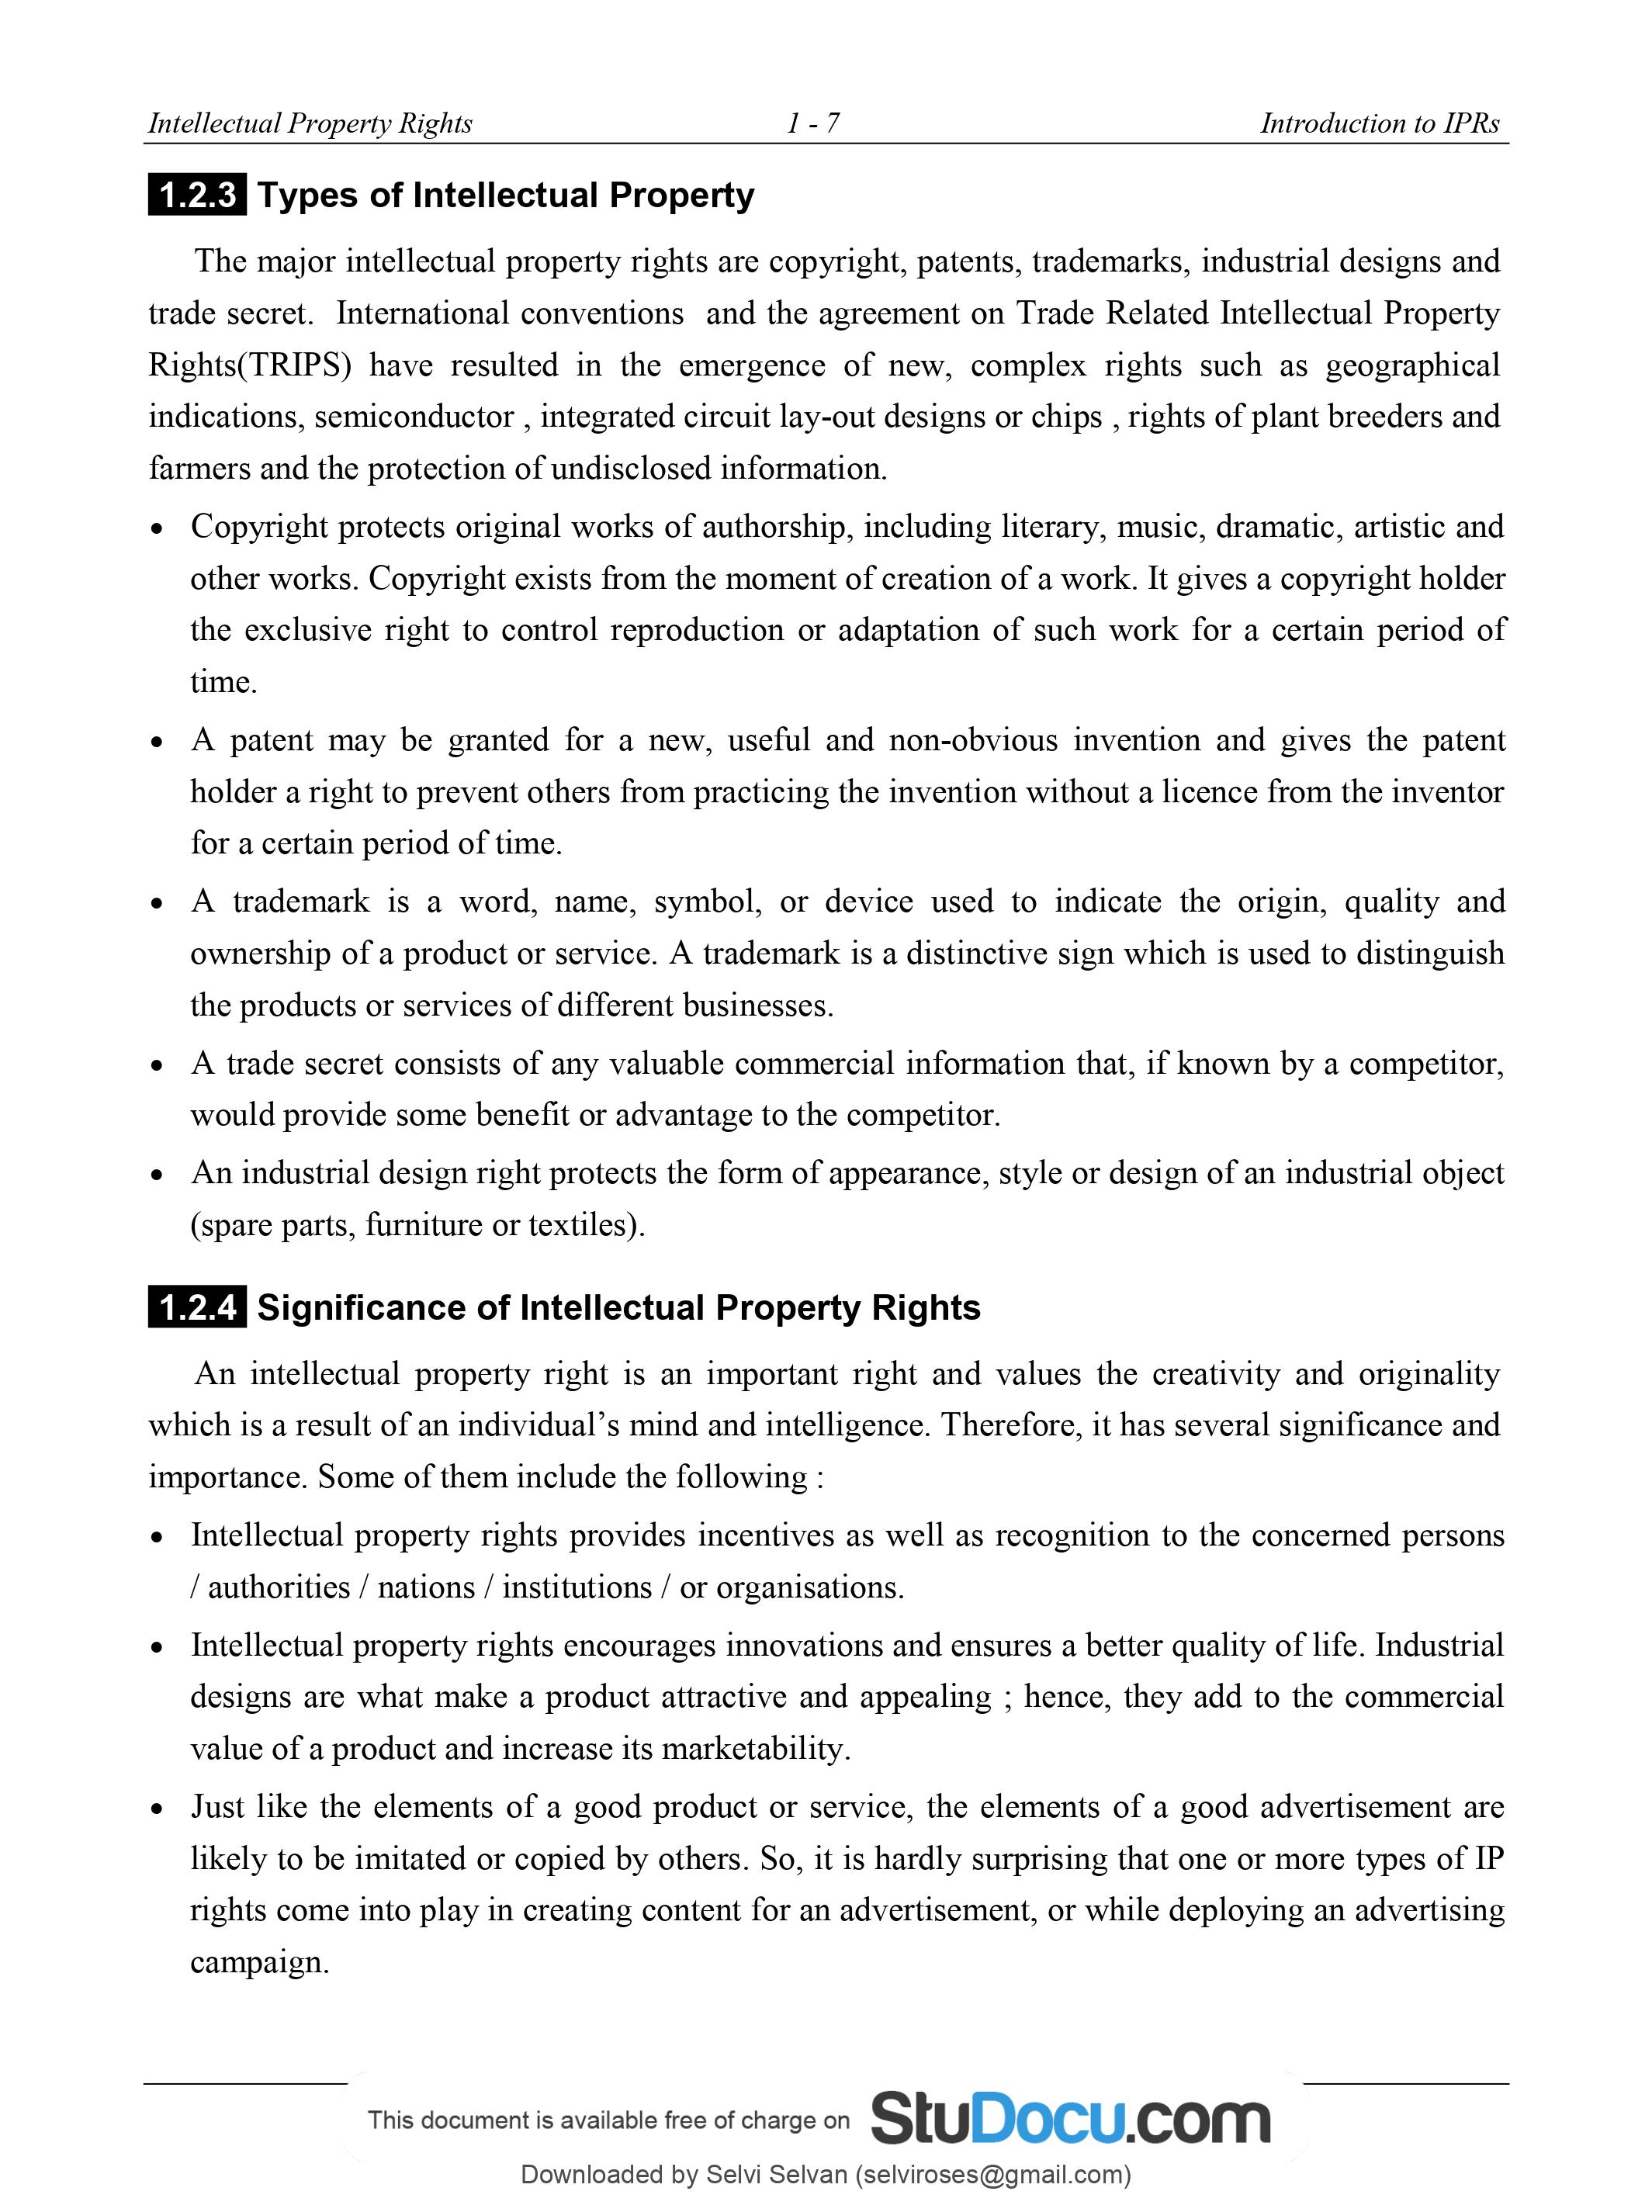 Intellectual Property Rights 1 - 7 Introduction to IPRs
1.2.3 Types of Intellectual Property
The major intellectual property rights are copyright, patents, trademarks, industrial designs and
trade secret. International conventions and the agreement on Trade Related Intellectual Property
Rights(TRIPS) have resulted in the emergence of new, complex rights such as geographical
indications, semiconductor , integrated circuit lay-out designs or chips , rights of plant breeders and
farmers and the protection of undisclosed information.
• Copyright protects original works of authorship, including literary, music, dramatic, artistic and
other works. Copyright exists from the moment of creation of a work. It gives a copyright holder
the exclusive right to control reproduction or adaptation of such work for a certain period of
time.
• A patent may be granted for a new, useful and non-obvious invention and gives the patent
holder a right to prevent others from practicing the invention without a licence from the inventor
for a certain period of time.
• A trademark is a word, name, symbol, or device used to indicate the origin, quality and
ownership of a product or service. A trademark is a distinctive sign which is used to distinguish
the products or services of different businesses.
• A trade secret consists of any valuable commercial information that, if known by a competitor,
would provide some benefit or advantage to the competitor.
• An industrial design right protects the form of appearance, style or design of an industrial object
(spare parts, furniture or textiles).
1.2.4 Significance of Intellectual Property Rights
An intellectual property right is an important right and values the creativity and originality
which is a result of an individual’s mind and intelligence. Therefore, it has several significance and
importance. Some of them include the following :
• Intellectual property rights provides incentives as well as recognition to the concerned persons
/ authorities / nations / institutions / or organisations.
• Intellectual property rights encourages innovations and ensures a better quality of life. Industrial
designs are what make a product attractive and appealing ; hence, they add to the commercial
value of a product and increase its marketability.
• Just like the elements of a good product or service, the elements of a good advertisement are
likely to be imitated or copied by others. So, it is hardly surprising that one or more types of IP
rights come into play in creating content for an advertisement, or while deploying an advertising
campaign.
This document is available free of charge on StuDocu.com
Downloaded by Selvi Selvan (selviroses@gmail.com)